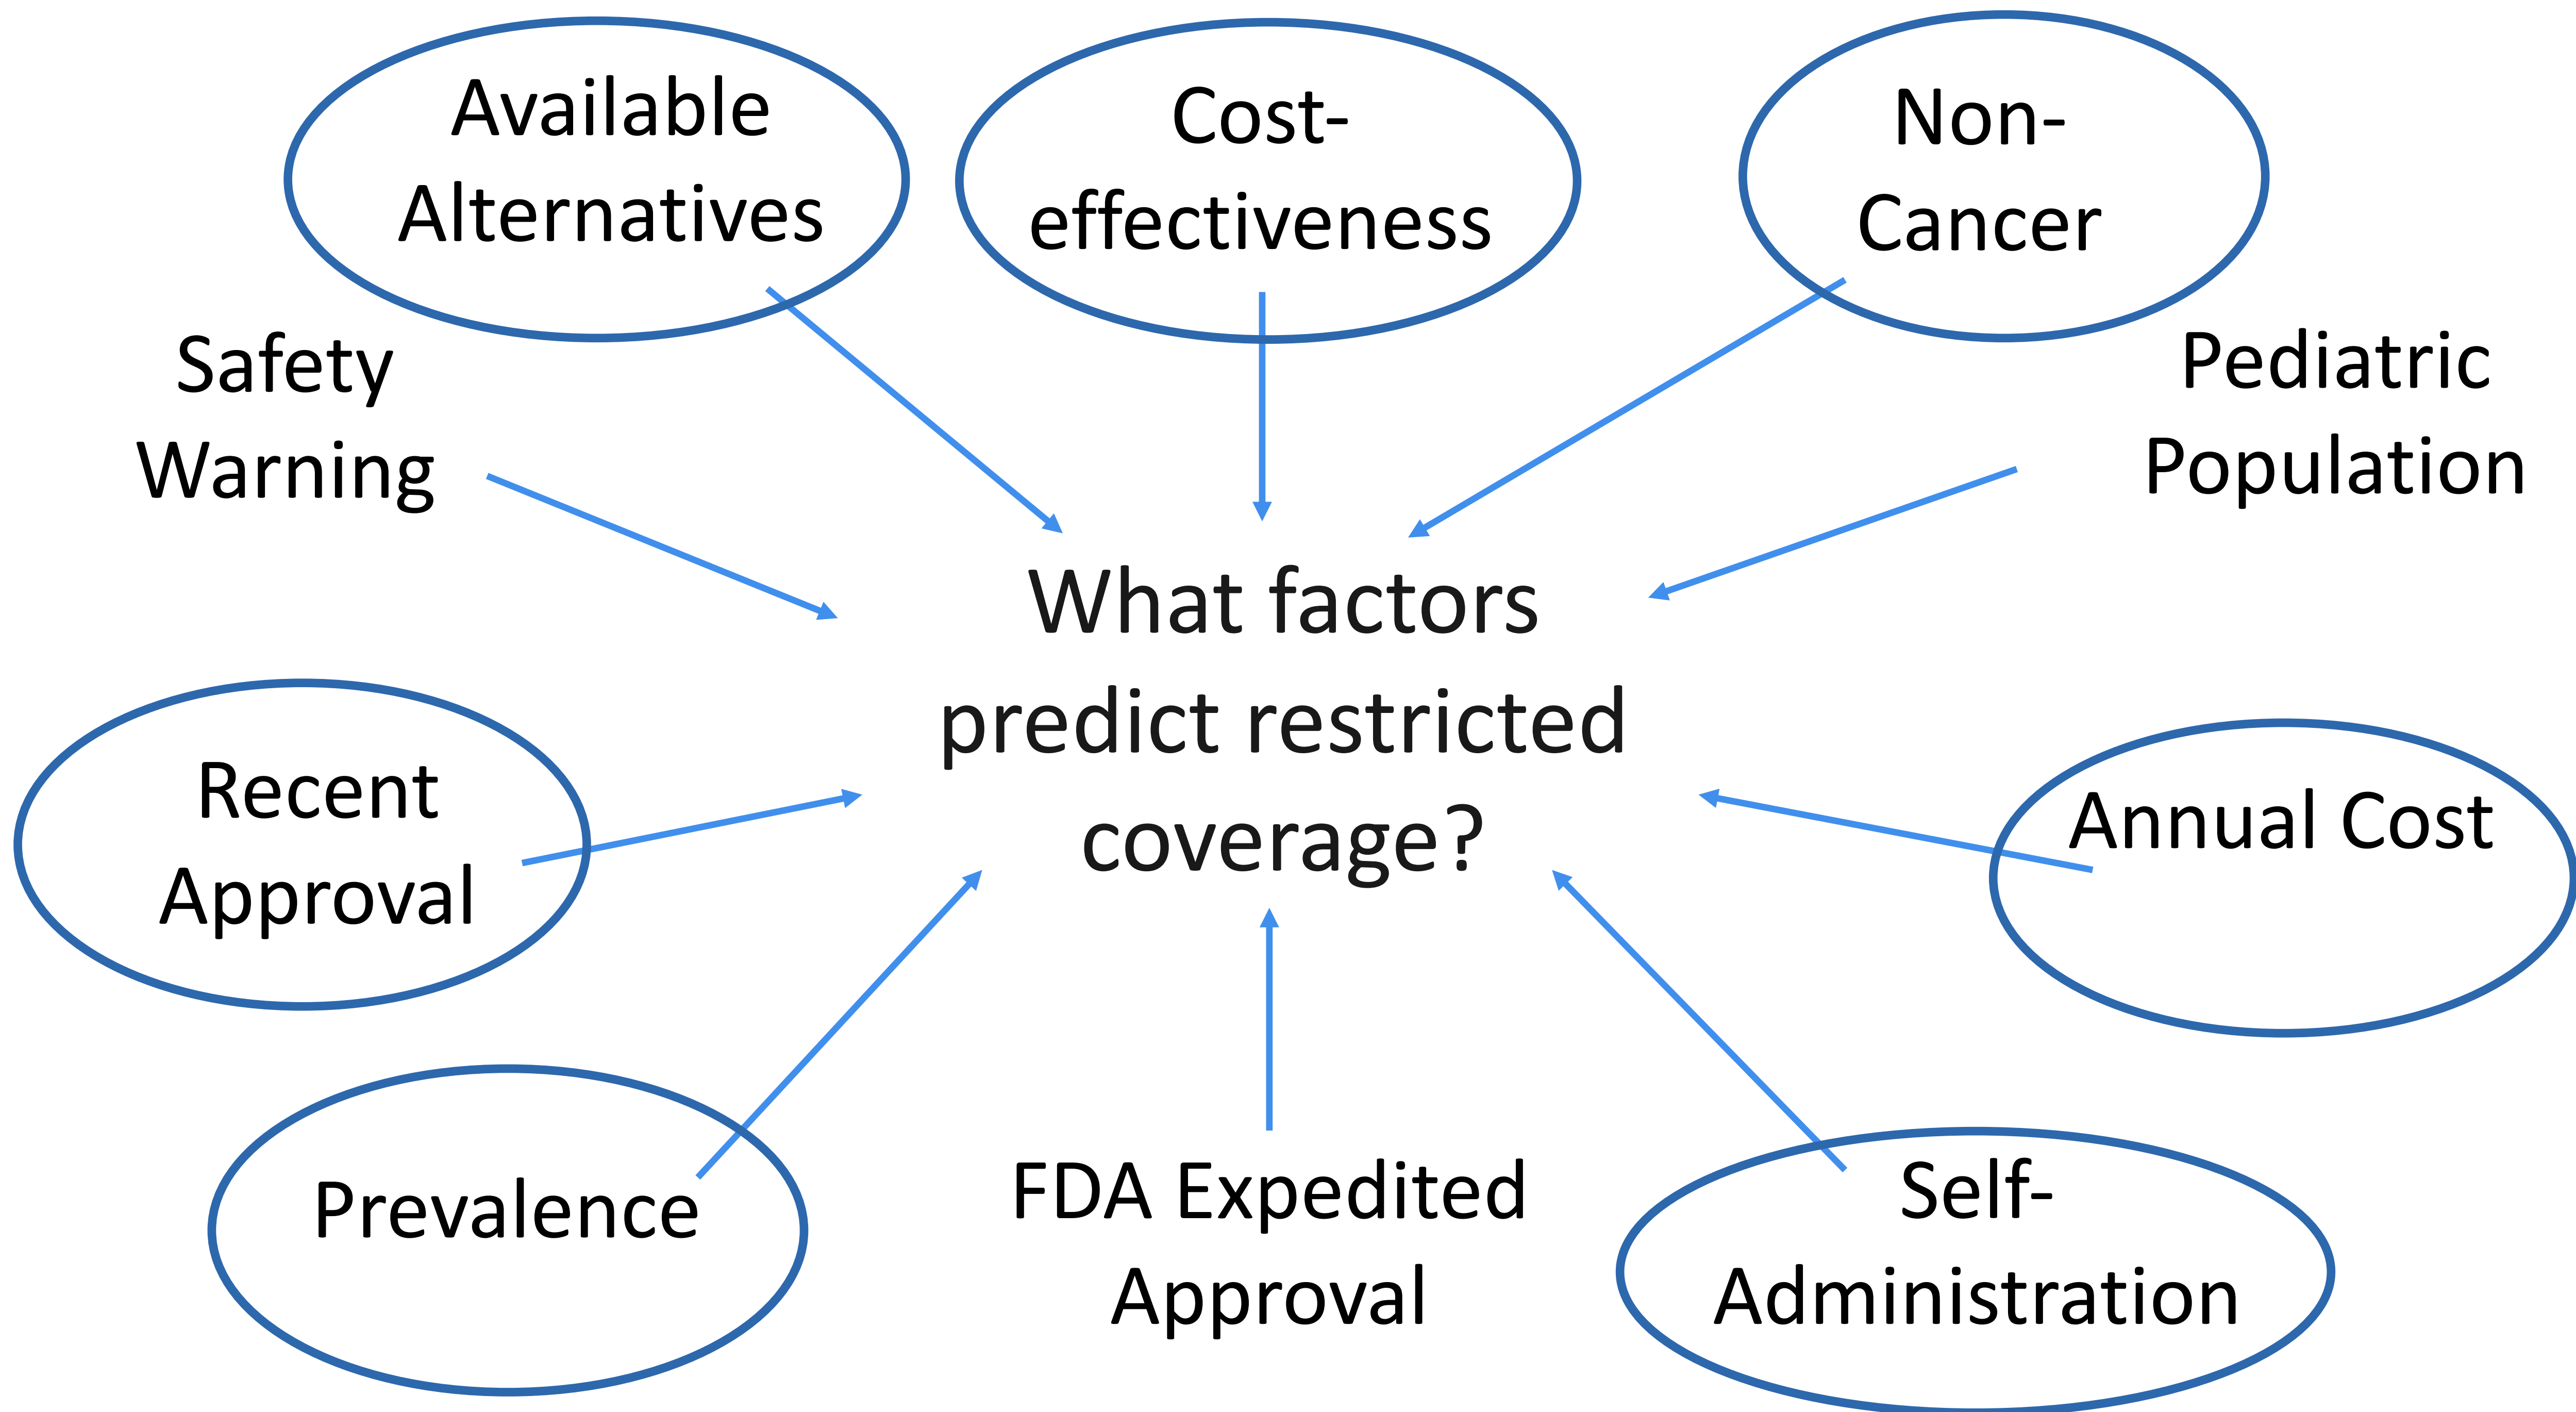 Available
Alternatives
Cost-
effectiveness
Non-
Cancer
Safety
Warning
Pediatric
Population
What factors
predict restricted
coverage?
Recent
Approval
Annual Cost
Prevalence
FDA Expedited
Approval
Self-
Administration